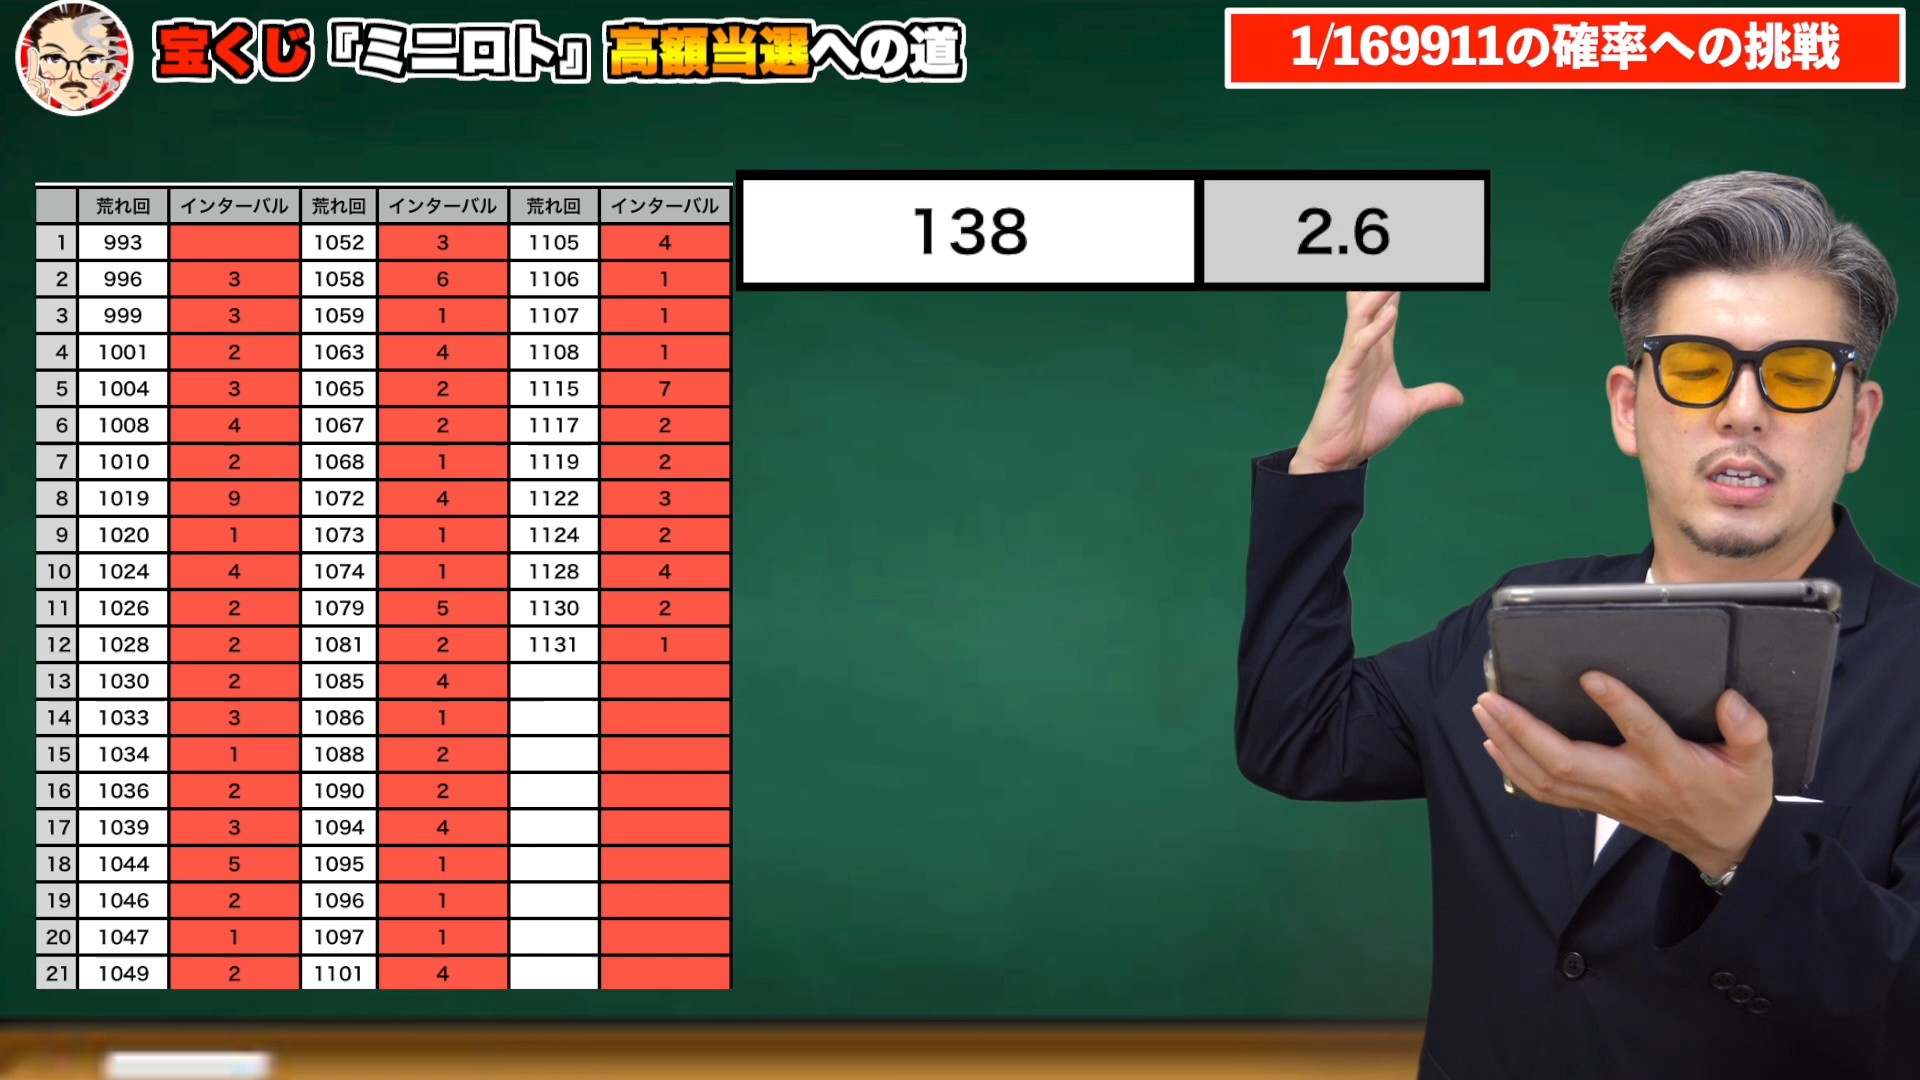 宝くじ『ミニロト』高額当選への道
1/169911の確率への挑戦
荒れ回 インターバル 荒れ回 インターバル 荒れ回 インターバル
1 993 1052 3 1105 4
2 996 3 1058 6 1106 1
3 999 3 1059 1 1107 1
4 1001 2 1063 4 1108 1
5 1004 3 1065 2 1115 7
6 1008 4 1067 2 1117 2
7 1010 2 1068 1 1119 2
8 1019 9 1072 4 1122 3
9 1020 1 1073 1 1124 2
10 1024 4 1074 1 1128 4
11 1026 2 1079 5 1130 2
12 1028 2 1081 2 1131 1
13 1030 2 1085 4
14 1033 3 1086 1
15 1034 1 1088 2
16 1036 2 1090 2
17 1039 3 1094 4
18 1044 5 1095 1
19 1046 2 1096 1
20 1047 1 1097 1
21 1049 2 1101 4
138 2.6